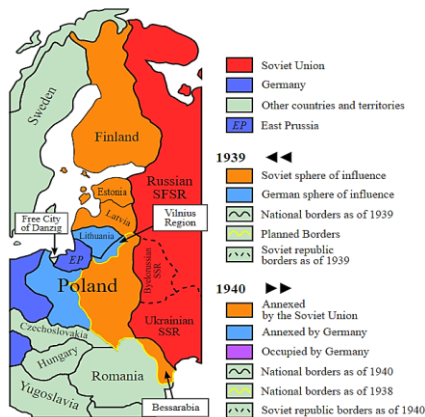 Sweden
Finland
Estonia
Latvia
Lithuania
Free City
of Danzig
Vilnius
Region
Russian
SFSR
EP
Byelorussian
SSR
Poland
Ukrainian
SSR
Czechoslovakia
Hungary
Romania
Yugoslavia
Bessarabia
Soviet Union
Germany
Other countries and territories
EP East Prussia
1939 ◄◄
Soviet sphere of influence
German sphere of influence
National borders as of 1939
Planned Borders
Soviet republic
borders as of 1939
1940 ►►
Annexed
by the Soviet Union
Annexed by Germany
Occupied by Germany
National borders as of 1940
National borders as of 1938
Soviet republic borders as of 1940